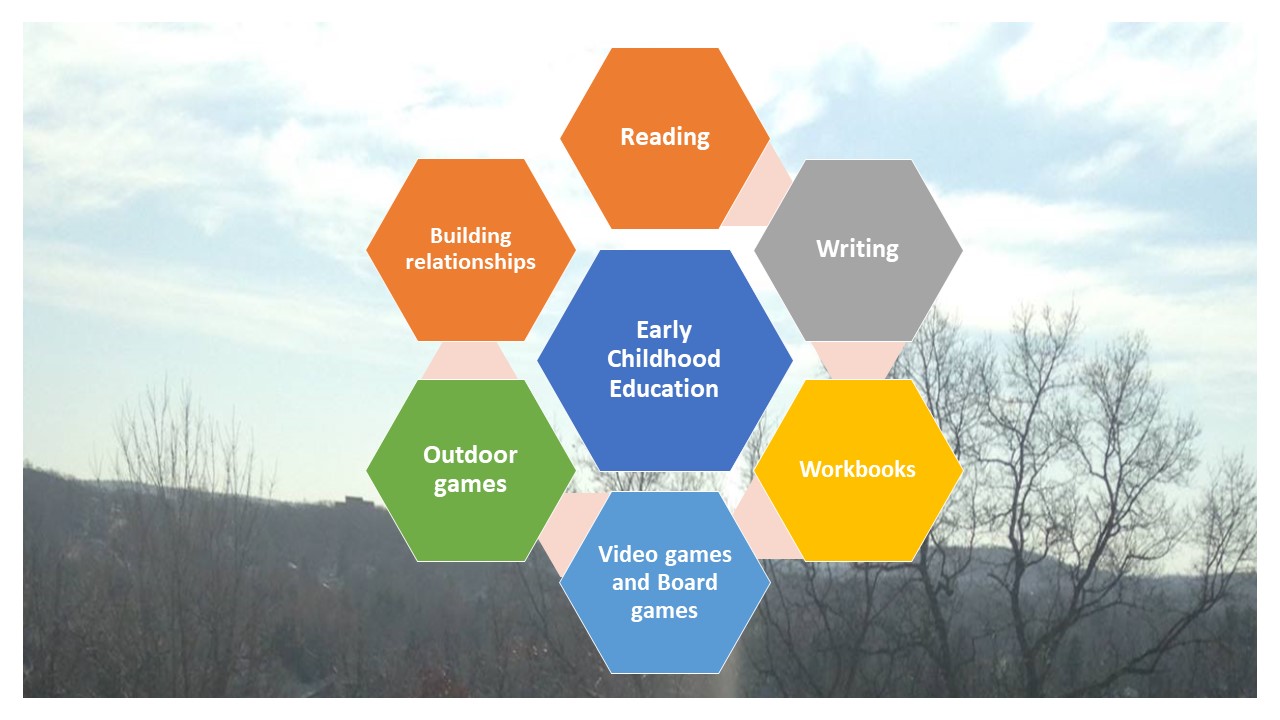 Reading
Writing
Building
relationships
Early
Childhood
Education
Outdoor
games
Workbooks
Video games
and Board
games